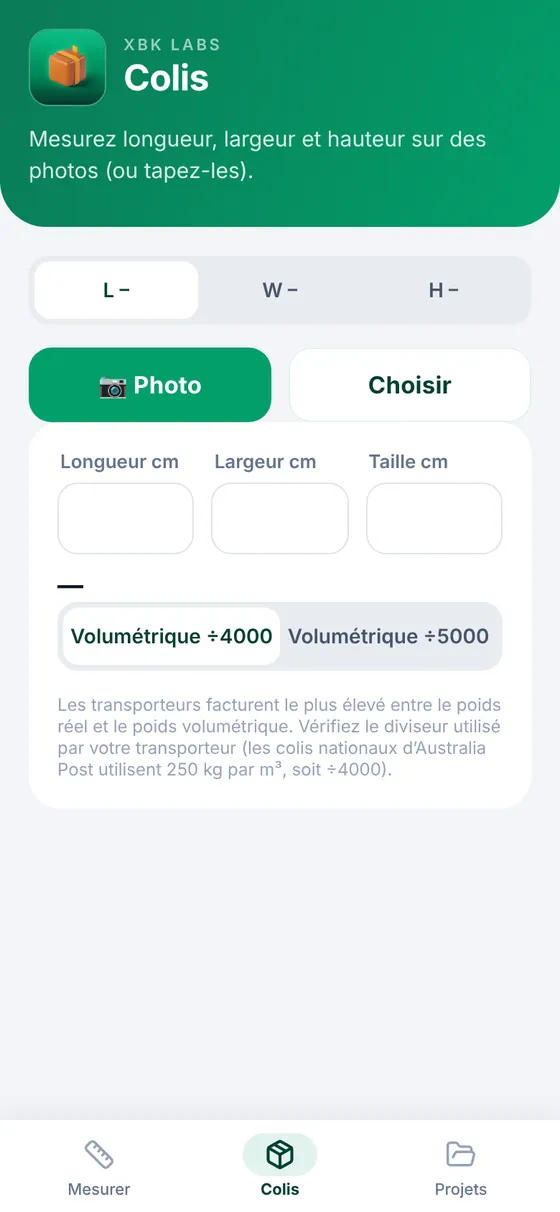 XBK LABS
Colis
Mesurez longueur, largeur et hauteur sur des
photos (ou tapez-les).
L –
W –
H –
Photo
Choisir
Longueur cm
Largeur cm
Taille cm
—
Volumétrique ÷4000
Volumétrique ÷5000
Les transporteurs facturent le plus élevé entre le poids
réel et le poids volumétrique. Vérifiez le diviseur utilisé
par votre transporteur (les colis nationaux d’Australia
Post utilisent 250 kg par m³, soit ÷4000).
Mesurer
Colis
Projets